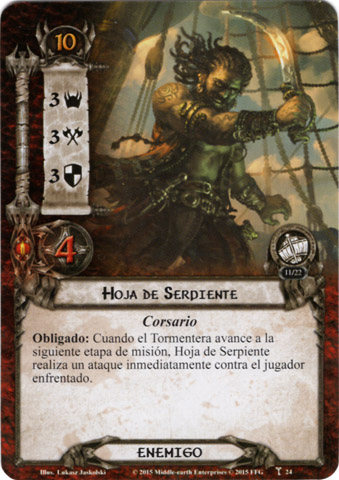 10
3
3
3
4
11/22
Hoja de Serpiente
Corsario
Obligado: Cuando el Tormentera avance a la
siguiente etapa de misión, Hoja de Serpiente
realiza un ataque inmediatamente contra el jugador
enfrentado.
ENEMIGO
Illus. Lukasz Jaskolski © 2015 Middle-earth Enterprises © 2015 FFG 24